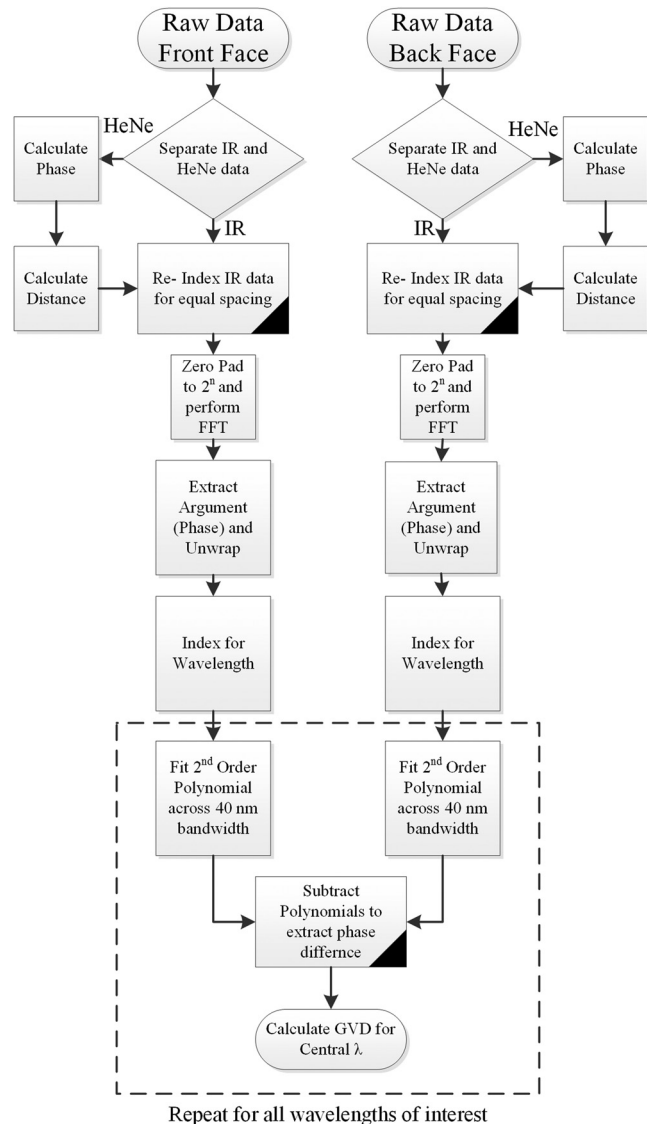 Raw Data
Front Face
HeNe
Calculate
Phase
Separate IR and
HeNe data
IR
Calculate
Distance
Re- Index IR data
for equal spacing
Zero Pad
to 2ⁿ and
perform
FFT
Extract
Argument
(Phase) and
Unwrap
Index for
Wavelength
Fit 2ⁿᵈ Order
Polynomial
across 40 nm
bandwidth
Raw Data
Back Face
HeNe
Separate IR and
HeNe data
Calculate
Phase
IR
Re- Index IR data
for equal spacing
Calculate
Distance
Zero Pad
to 2ⁿ and
perform
FFT
Extract
Argument
(Phase) and
Unwrap
Index for
Wavelength
Fit 2ⁿᵈ Order
Polynomial
across 40 nm
bandwidth
Subtract
Polynomials to
extract phase
differnce
Calculate GVD for
Central λ
Repeat for all wavelengths of interest